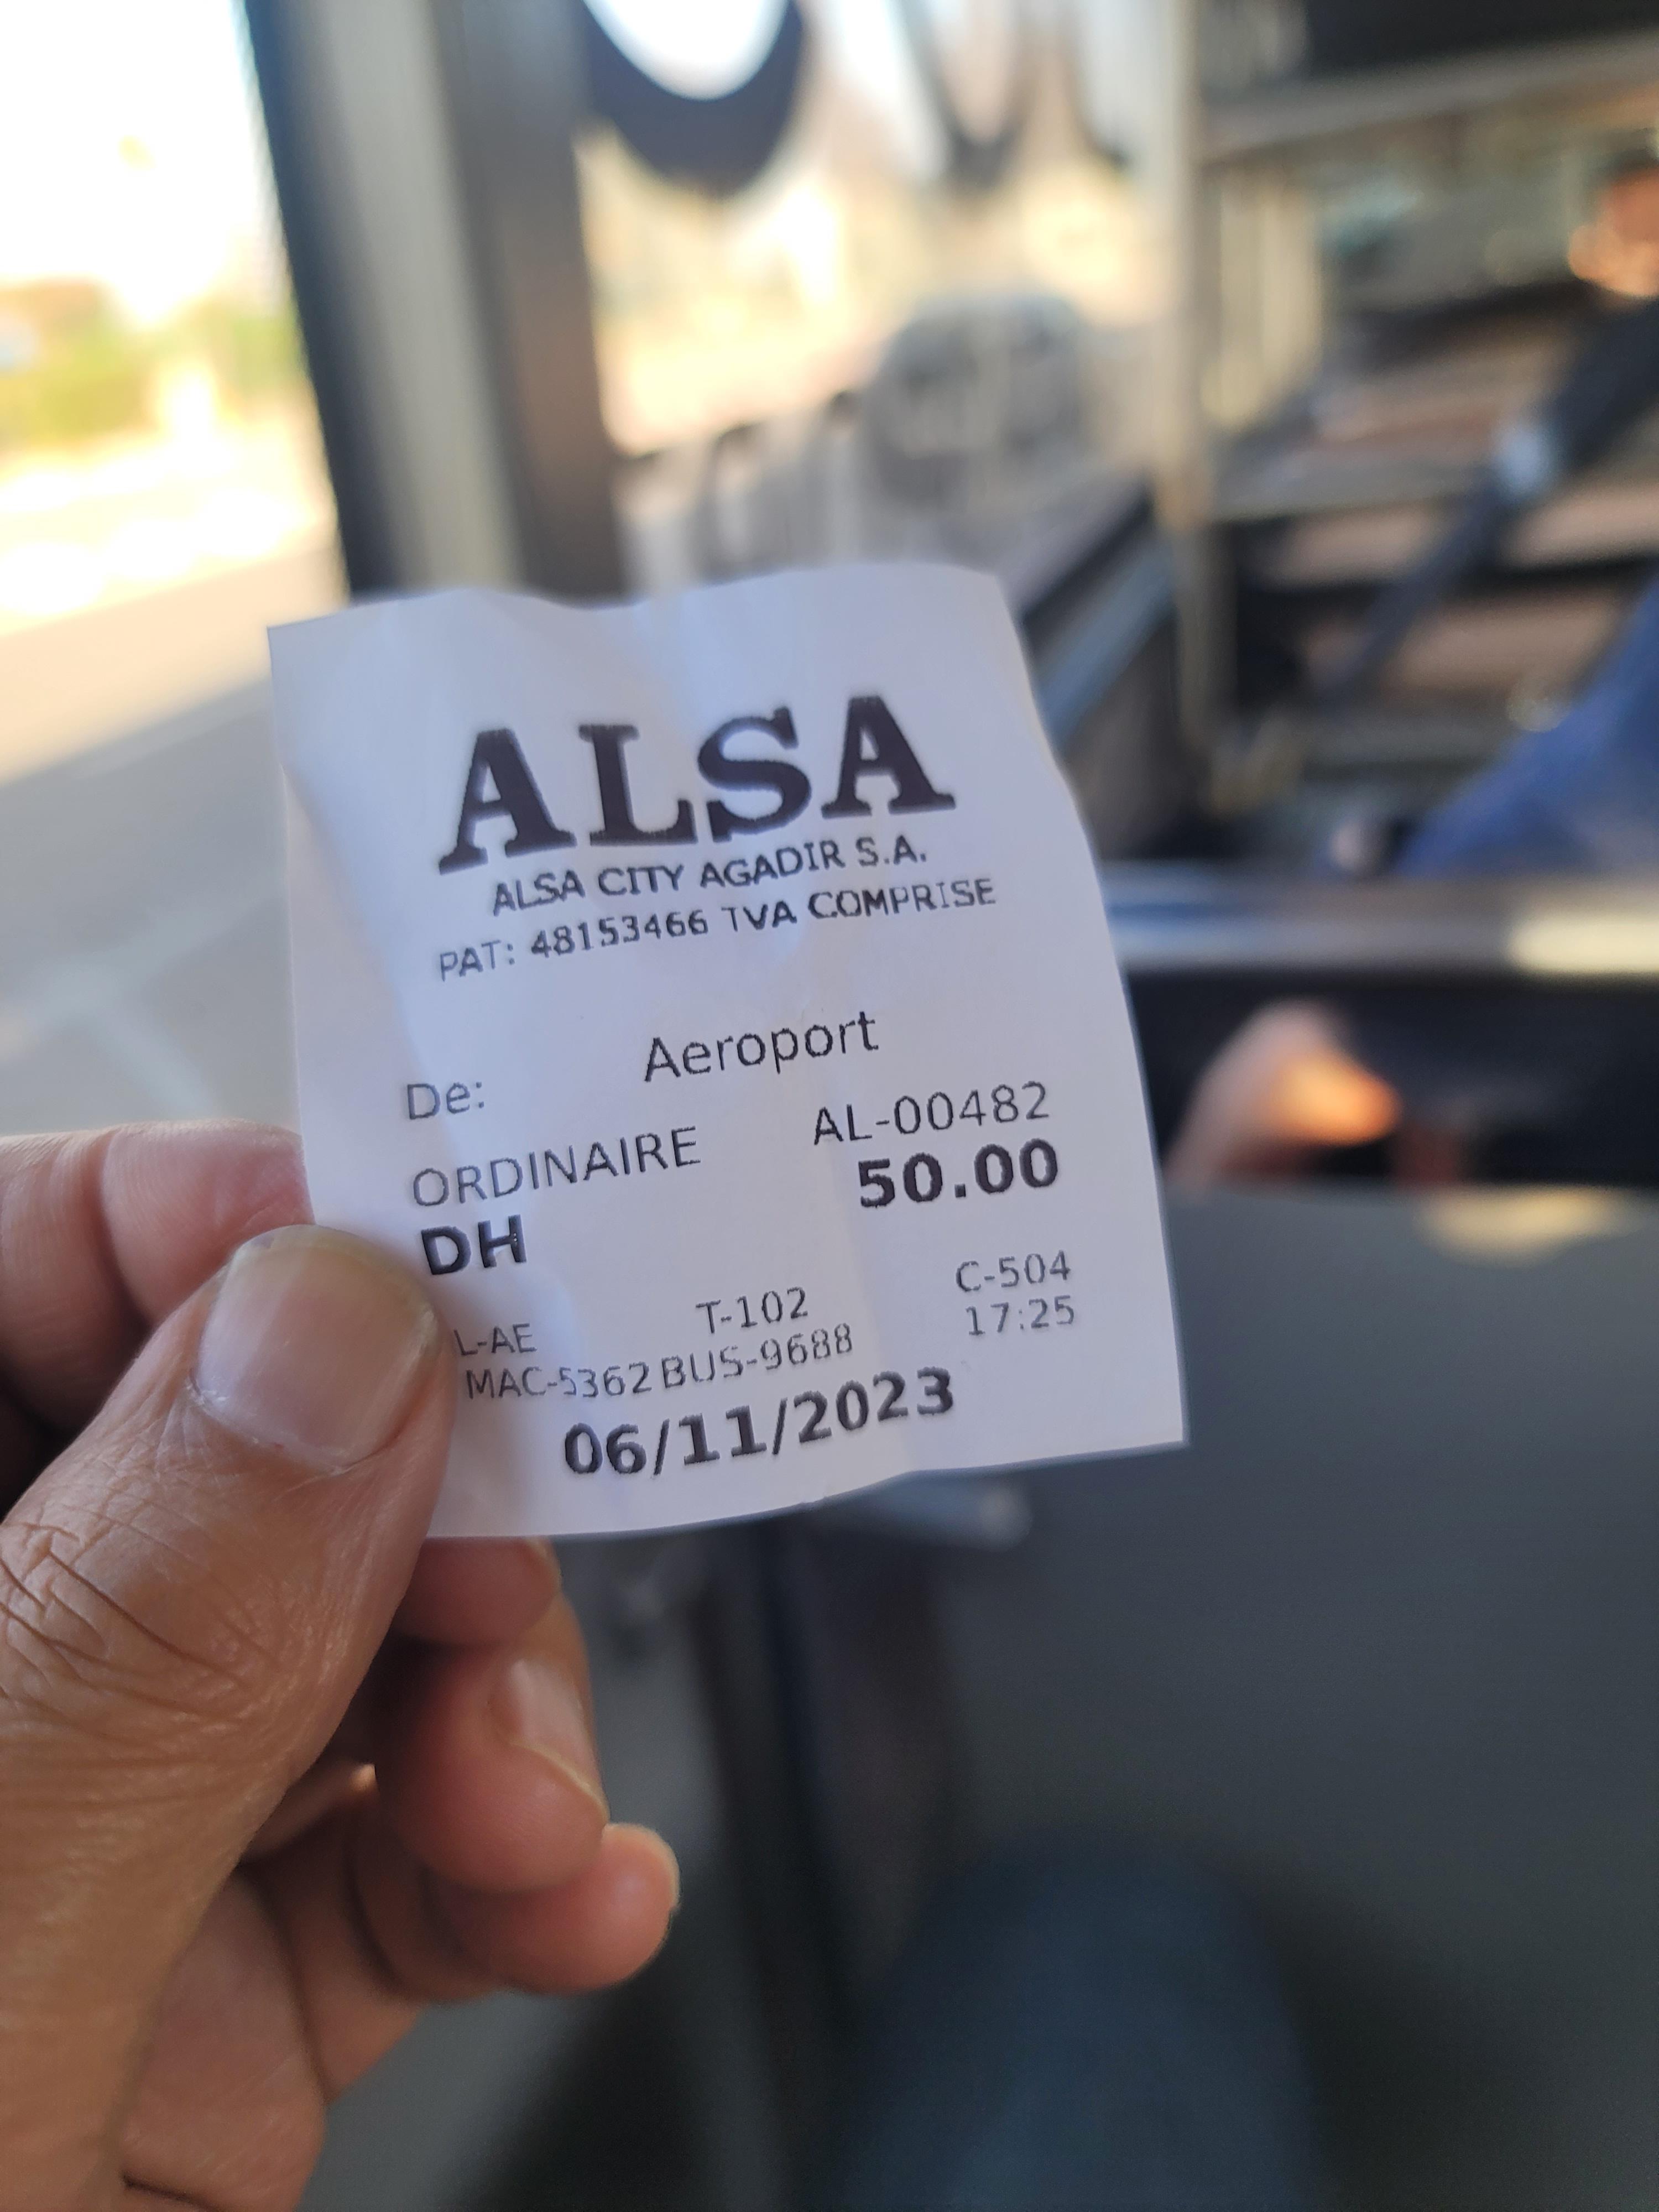 ALSA
ALSA CITY AGADIR S.A.
PAT: 48153466 TVA COMPRISE
De: Aeroport
ORDINAIRE AL-00482
DH 50.00
L-AE T-102 C-504
MAC-5362 BUS-9688 17:25
06/11/2023